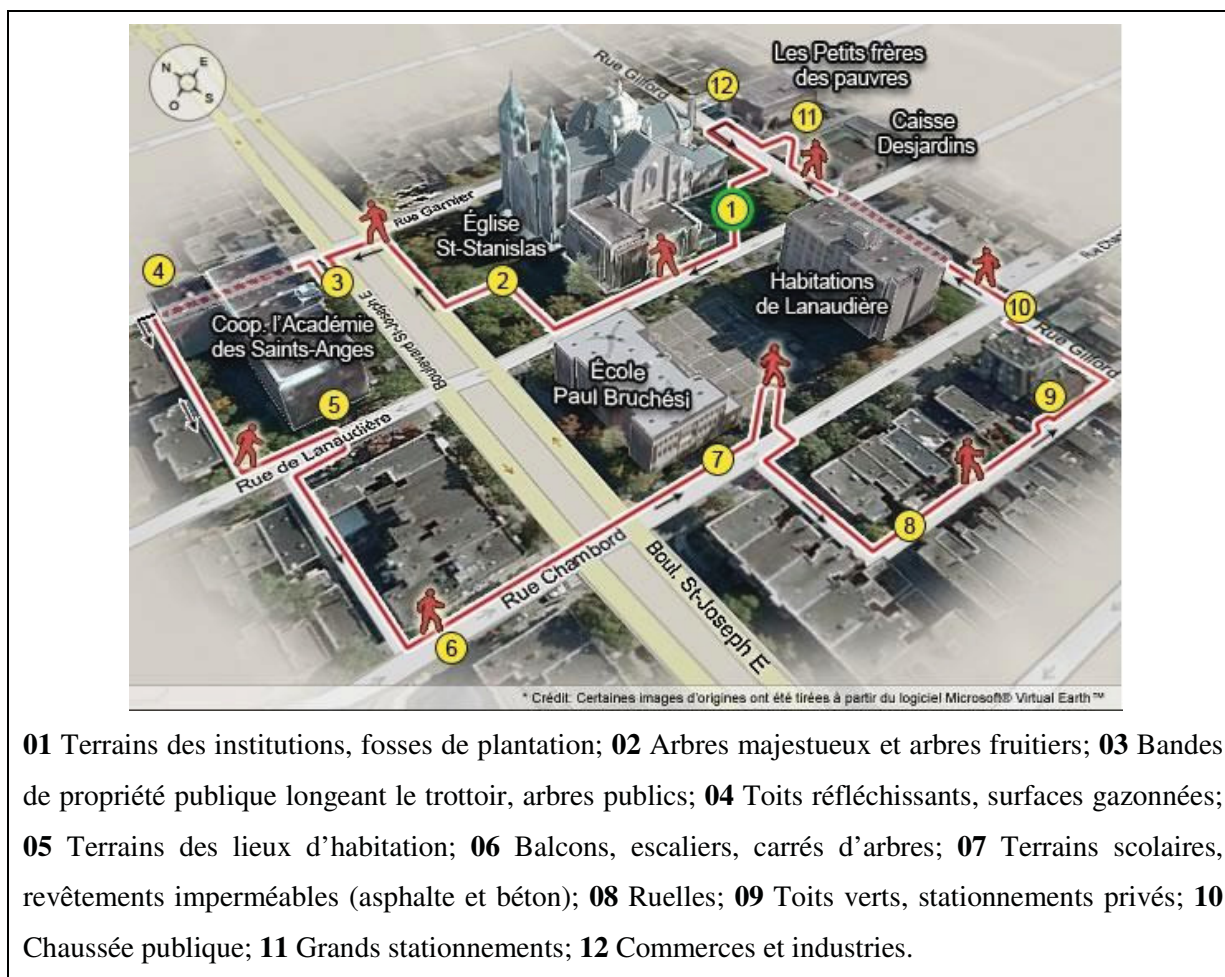 Rue Gilford
Les Petits frères
des pauvres
12
11
Caisse
Desjardins
N
E
O
S
Rue Garnier
1
4
Église
St-Stanislas
3
2
Habitations
de Lanaudière
10
Rue Gilford
Coop. l'Académie
des Saints-Anges
Boulevard St-Joseph E
École
Paul Bruchési
5
9
Rue de Lanaudière
7
8
Rue Chambord
Boul. St-Joseph E
6
* Crédit: Certaines images d'origines ont été tirées à partir du logiciel Microsoft® Virtual Earth™
01 Terrains des institutions, fosses de plantation; 02 Arbres majestueux et arbres fruitiers; 03 Bandes
de propriété publique longeant le trottoir, arbres publics; 04 Toits réfléchissants, surfaces gazonnées;
05 Terrains des lieux d'habitation; 06 Balcons, escaliers, carrés d'arbres; 07 Terrains scolaires,
revêtements imperméables (asphalte et béton); 08 Ruelles; 09 Toits verts, stationnements privés; 10
Chaussée publique; 11 Grands stationnements; 12 Commerces et industries.